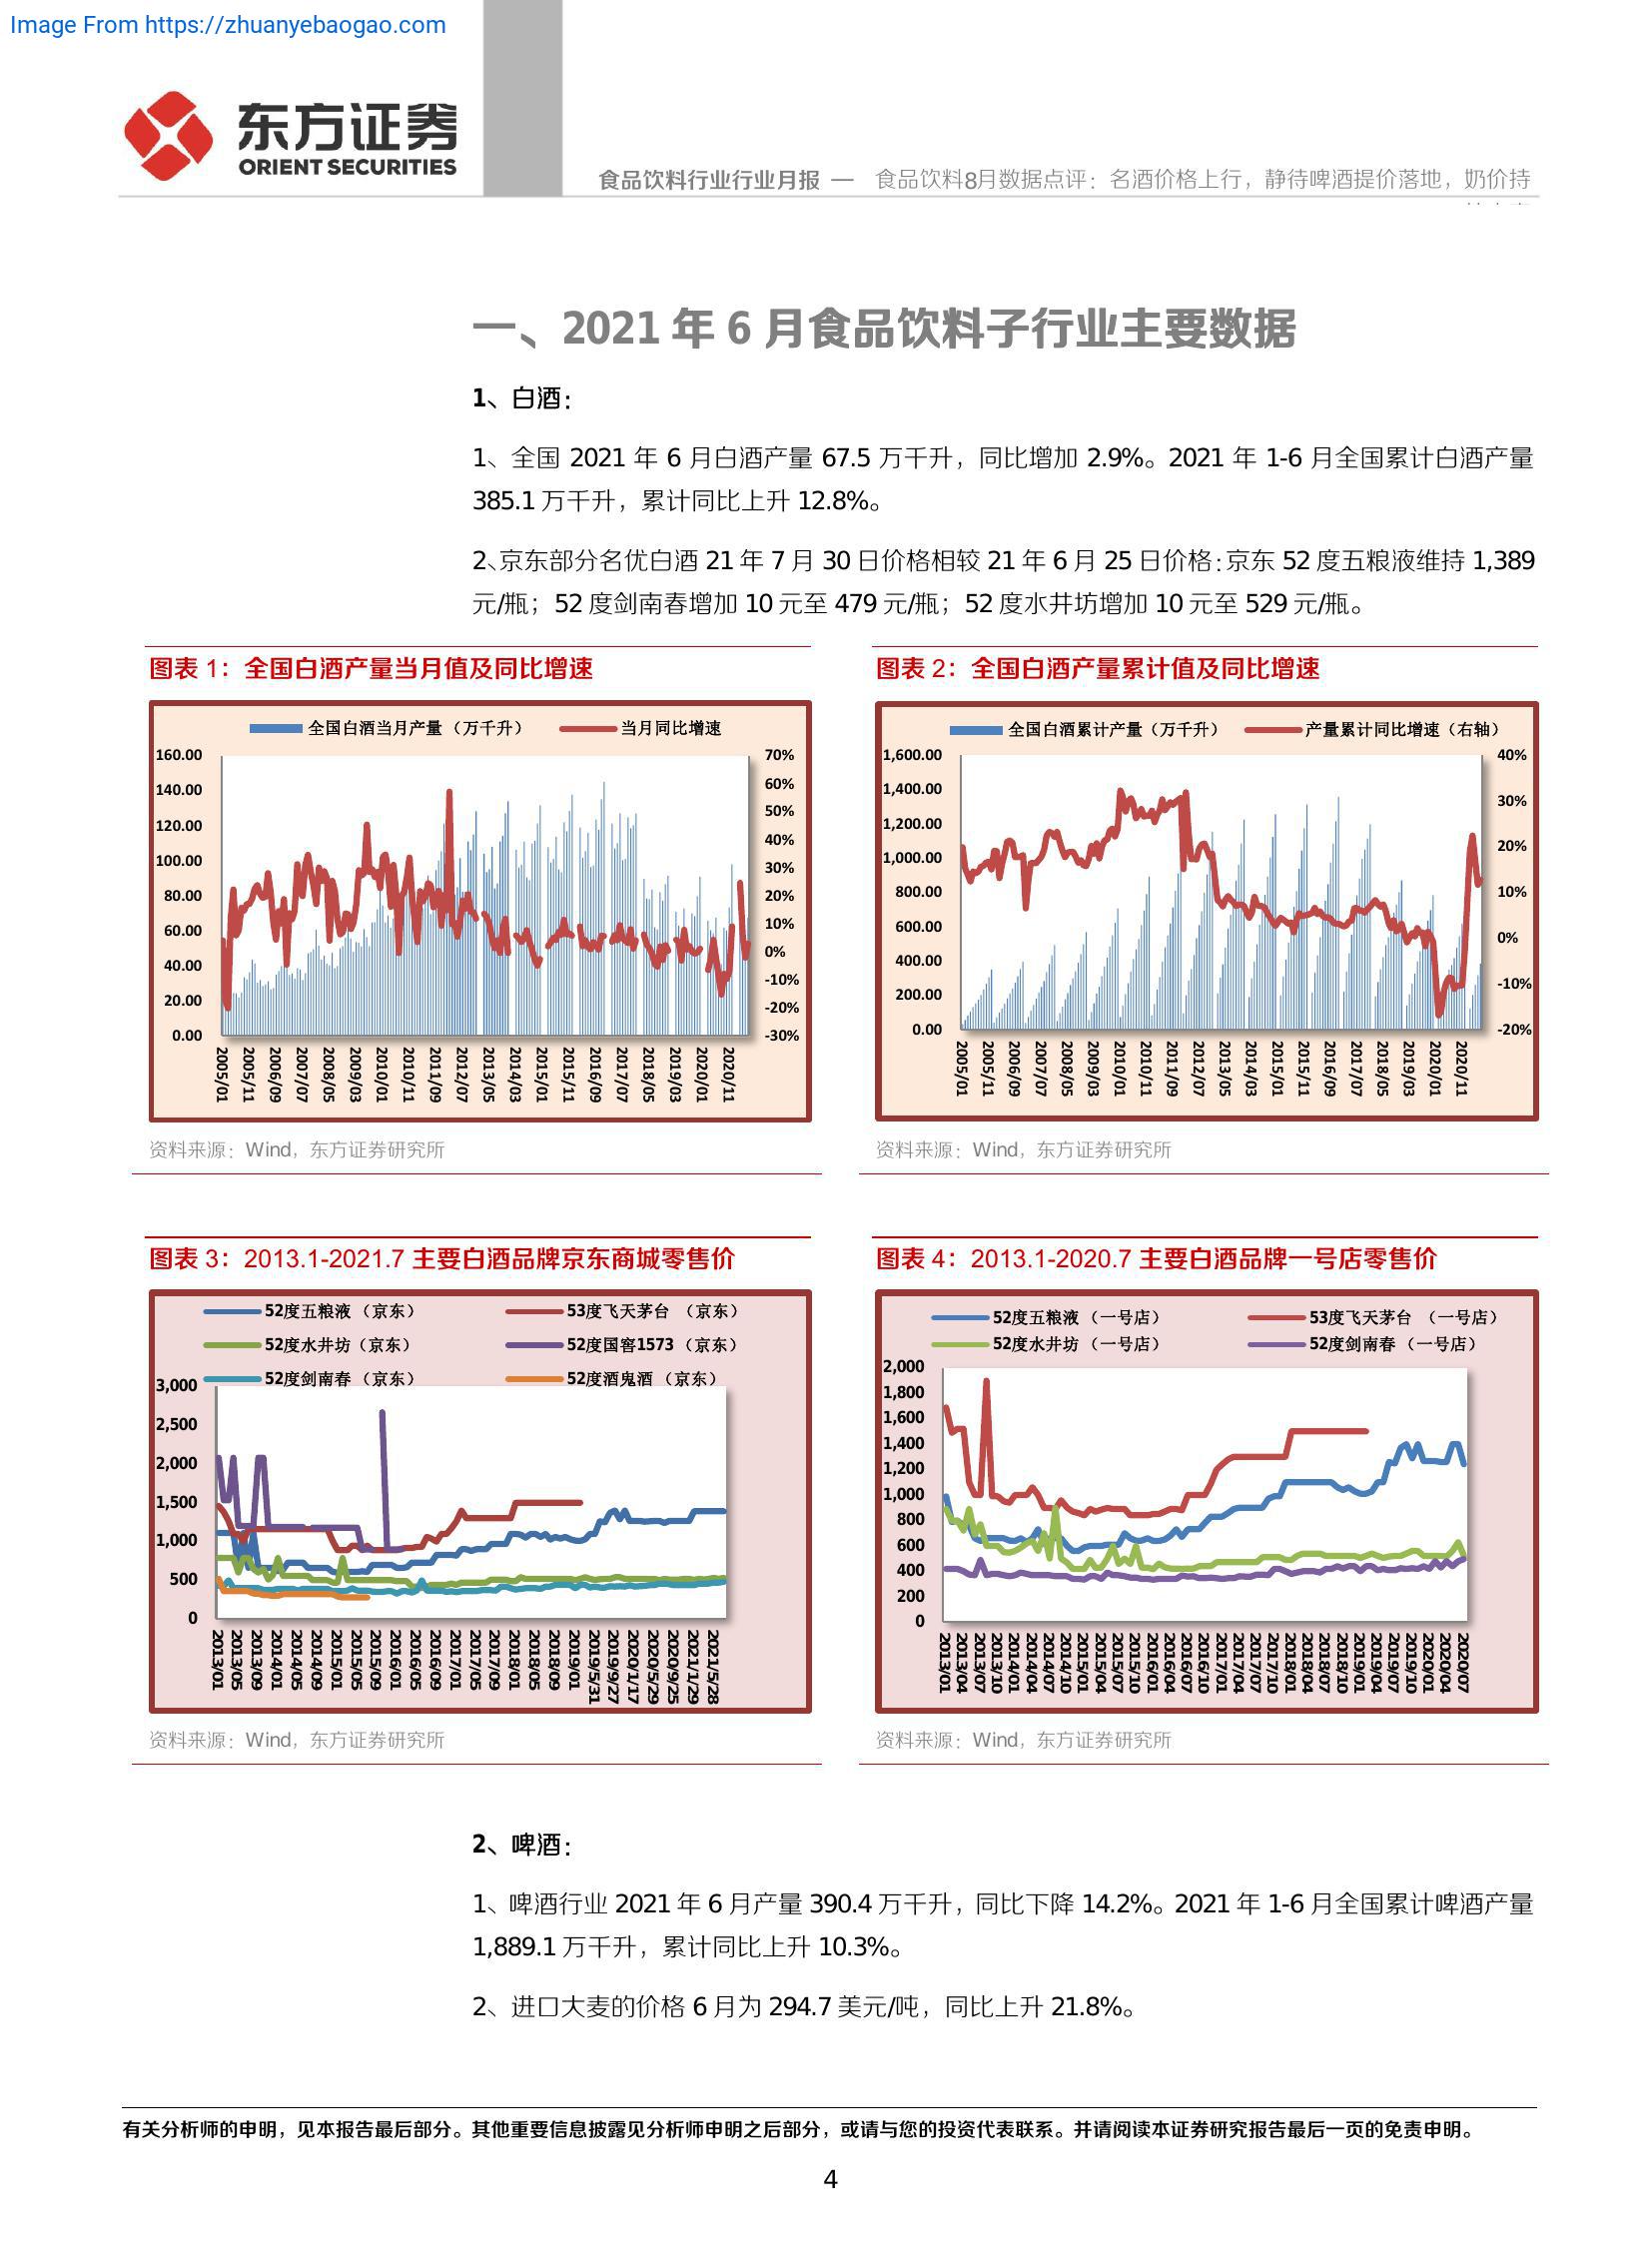 Image From https://zhuanyebaogao.com
东方证券
ORIENT SECURITIES
食品饮料行业行业月报 — 食品饮料8月数据点评：名酒价格上行，静待啤酒提价落地，奶价持
一、2021 年 6 月食品饮料子行业主要数据
1、白酒：
1、全国 2021 年 6 月白酒产量 67.5 万千升，同比增加 2.9%。2021 年 1-6 月全国累计白酒产量
385.1 万千升，累计同比上升 12.8%。
2、京东部分名优白酒 21 年 7 月 30 日价格相较 21 年 6 月 25 日价格：京东 52 度五粮液维持 1,389
元/瓶；52 度剑南春增加 10 元至 479 元/瓶；52 度水井坊增加 10 元至 529 元/瓶。
图表 1：全国白酒产量当月值及同比增速
全国白酒当月产量（万千升） 当月同比增速
160.00
140.00
120.00
100.00
80.00
60.00
40.00
20.00
0.00
70%
60%
50%
40%
30%
20%
10%
0%
-10%
-20%
-30%
2005/01 2005/11 2006/09 2007/07 2008/05 2009/03 2010/01 2010/11 2011/09 2012/07 2013/05 2014/03 2015/01 2015/11 2016/09 2017/07 2018/05 2019/03 2020/01 2020/11
资料来源：Wind，东方证券研究所
图表 2：全国白酒产量累计值及同比增速
全国白酒累计产量（万千升） 产量累计同比增速（右轴）
1,600.00
1,400.00
1,200.00
1,000.00
800.00
600.00
400.00
200.00
0.00
40%
30%
20%
10%
0%
-10%
-20%
2005/01 2005/11 2006/09 2007/07 2008/05 2009/03 2010/01 2010/11 2011/09 2012/07 2013/05 2014/03 2015/01 2015/11 2016/09 2017/07 2018/05 2019/03 2020/01 2020/11
资料来源：Wind，东方证券研究所
图表 3：2013.1-2021.7 主要白酒品牌京东商城零售价
52度五粮液（京东） 53度飞天茅台 （京东）
52度水井坊（京东） 52度国窖1573（京东）
52度剑南春（京东） 52度酒鬼酒（京东）
3,000
2,500
2,000
1,500
1,000
500
0
2013/01 2013/05 2013/09 2014/01 2014/05 2014/09 2015/01 2015/05 2015/09 2016/01 2016/05 2016/09 2017/01 2017/05 2017/09 2018/01 2018/05 2018/09 2019/01 2019/5/31 2019/9/27 2020/1/17 2020/5/29 2020/9/25 2021/1/29 2021/5/28
资料来源：Wind，东方证券研究所
图表 4：2013.1-2020.7 主要白酒品牌一号店零售价
52度五粮液（一号店） 53度飞天茅台 （一号店）
52度水井坊（一号店） 52度剑南春（一号店）
2,000
1,800
1,600
1,400
1,200
1,000
800
600
400
200
0
2013/01 2013/04 2013/07 2013/10 2014/01 2014/04 2014/07 2014/10 2015/01 2015/04 2015/07 2015/10 2016/01 2016/04 2016/07 2016/10 2017/01 2017/04 2017/07 2017/10 2018/01 2018/04 2018/07 2018/10 2019/01 2019/04 2019/07 2019/10 2020/01 2020/04 2020/07
资料来源：Wind，东方证券研究所
2、啤酒：
1、啤酒行业 2021 年 6 月产量 390.4 万千升，同比下降 14.2%。2021 年 1-6 月全国累计啤酒产量
1,889.1 万千升，累计同比上升 10.3%。
2、进口大麦的价格 6 月为 294.7 美元/吨，同比上升 21.8%。
有关分析师的申明，见本报告最后部分。其他重要信息披露见分析师申明之后部分，或请与您的投资代表联系。并请阅读本证券研究报告最后一页的免责申明。
4